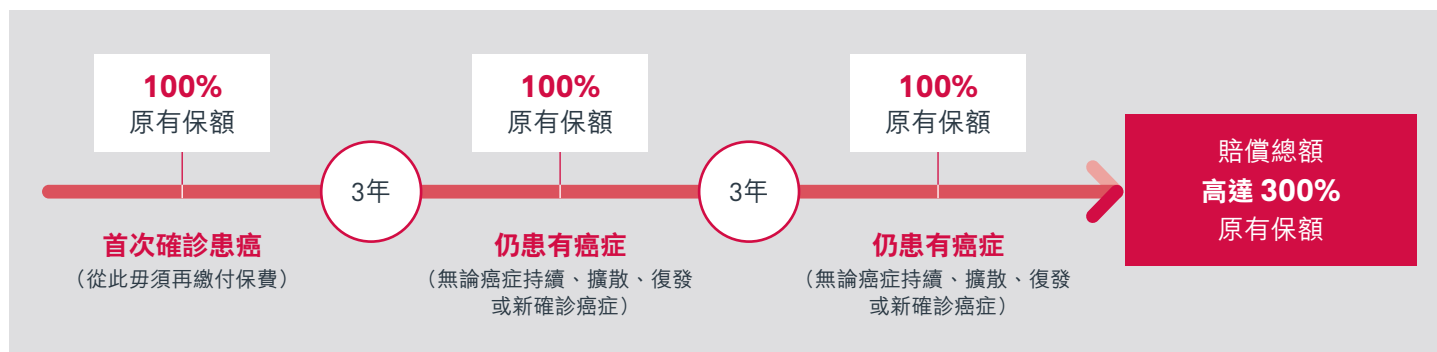 100%
原有保額
首次確診患癌
（從此毋須再繳付保費）
3年
100%
原有保額
仍患有癌症
（無論癌症持續、擴散、復發
或新確診癌症）
3年
100%
原有保額
仍患有癌症
（無論癌症持續、擴散、復發
或新確診癌症）
賠償總額
高達 300%
原有保額